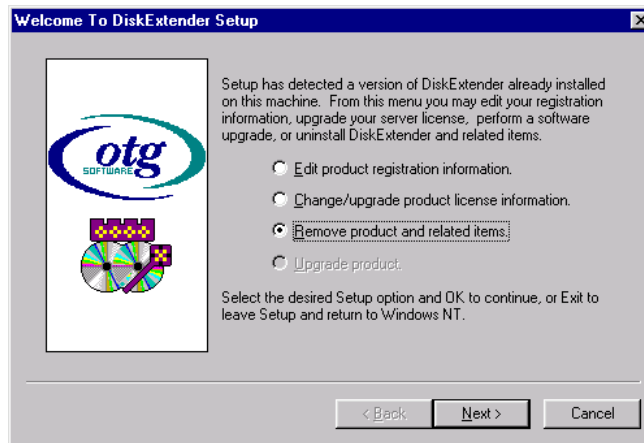 Welcome To DiskExtender Setup
otg
SOFTWARE
Setup has detected a version of DiskExtender already installed
on this machine. From this menu you may edit your registration
information, upgrade your server license, perform a software
upgrade, or uninstall DiskExtender and related items.
Edit product registration information.
Change/upgrade product license information.
Remove product and related items.
Upgrade product.
Select the desired Setup option and OK to continue, or Exit to
leave Setup and return to Windows NT.
< Back
Next >
Cancel